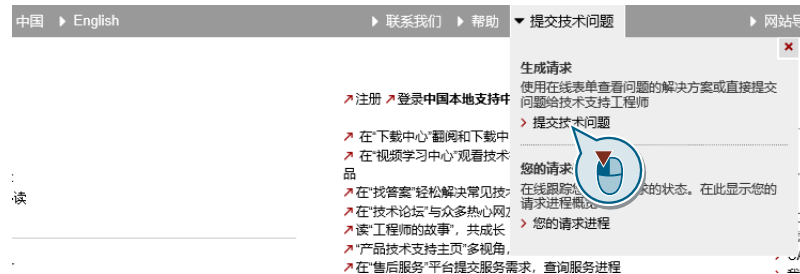 中国 English 联系我们 帮助 提交技术问题 网站导
生成请求
使用在线表单查看问题的解决方案或直接提交
问题给技术支持工程师
提交技术问题
您的请求
在线跟踪 求的状态。在此显示您的
请求进程概览
您的请求进程
注册 登录中国本地支持中
在“下载中心”翻阅和下载中
在“视频学习中心”观看技术
品
在“找答案”轻松解决常见技
在“技术论坛”与众多热心网友
读“工程师的故事”，共成长
“产品技术支持主页”多视角，
在“售后服务”平台提交服务需求，查询服务进程
读